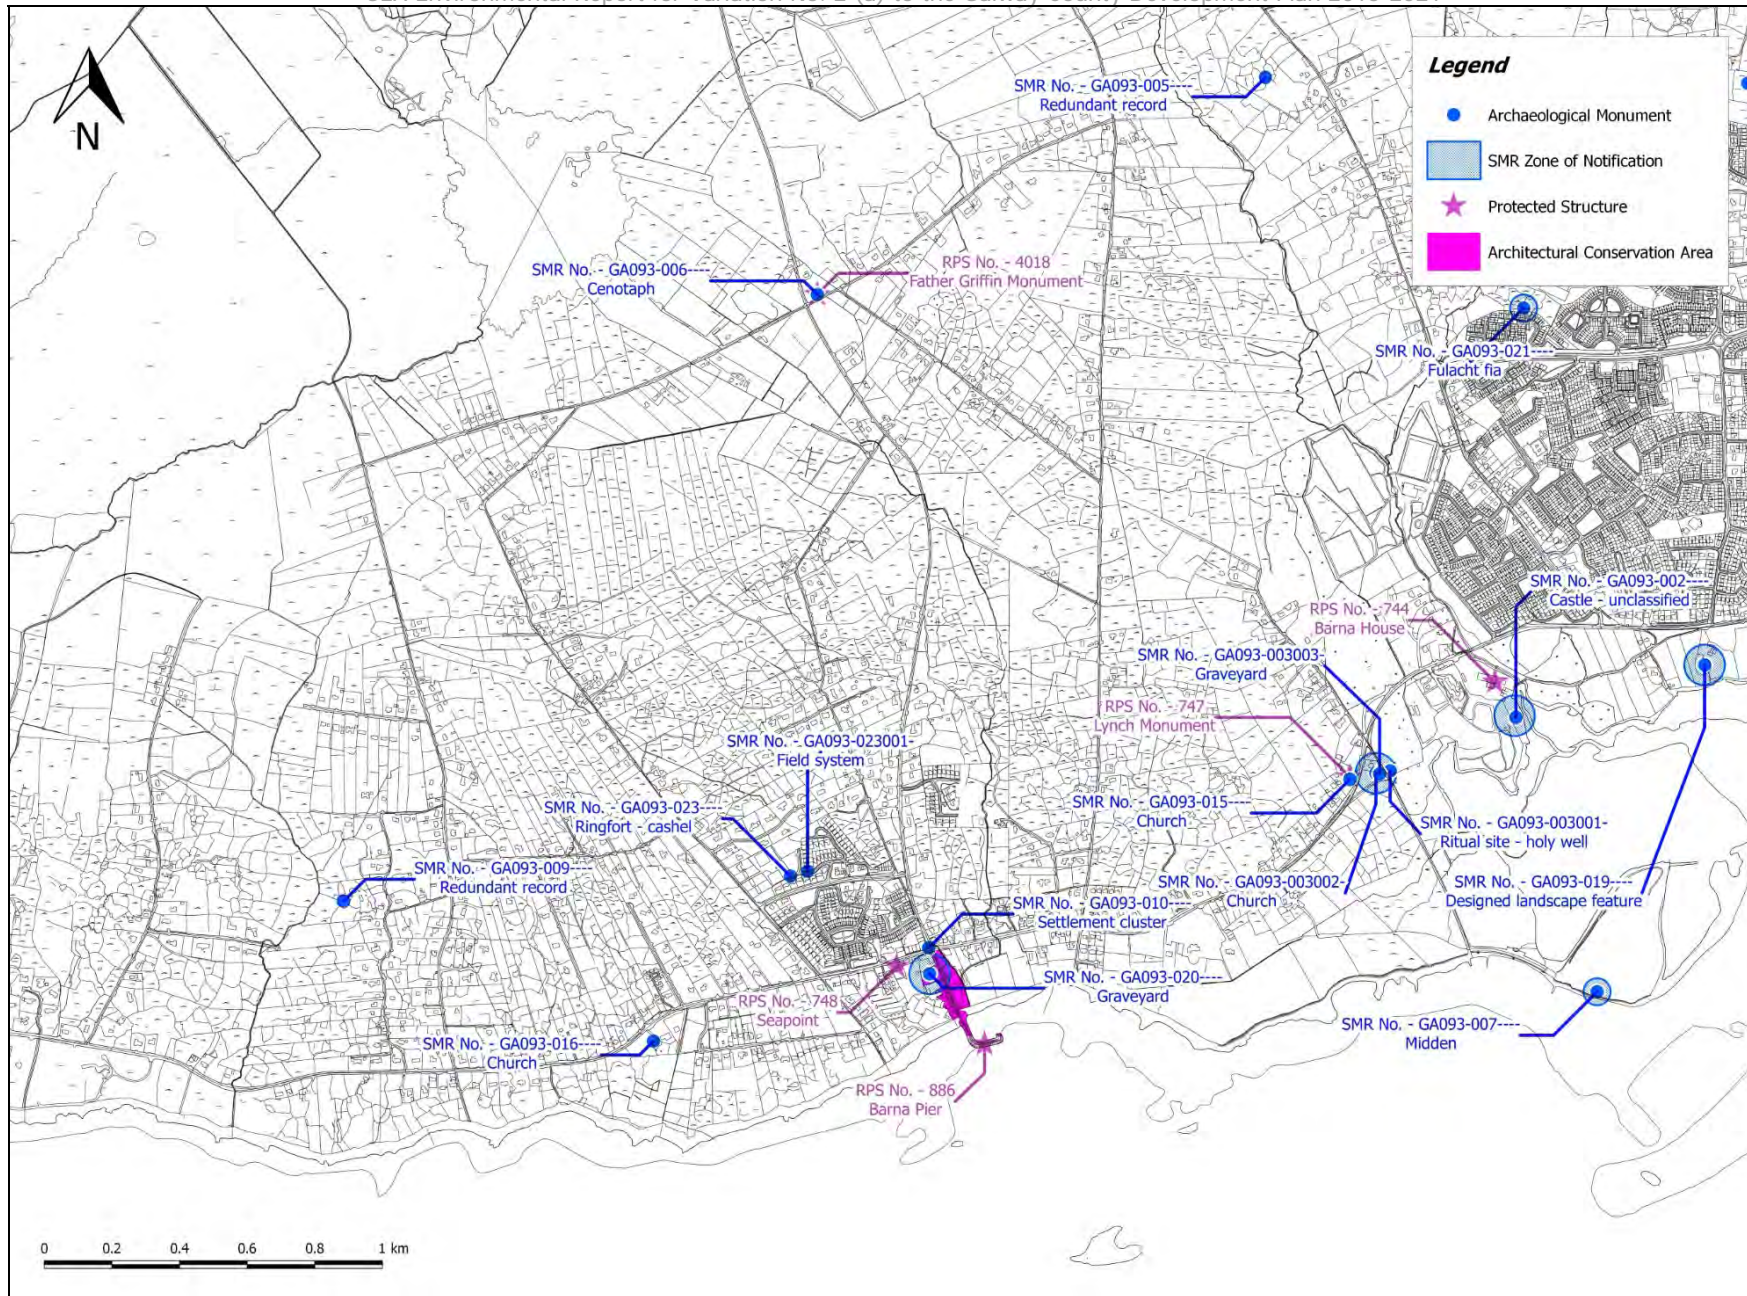 N
SMR No. - GA093-005----
Redundant record
Legend
Archaeological Monument
SMR Zone of Notification
Protected Structure
Architectural Conservation Area
SMR No. - GA093-006----
Cenotaph
RPS No. - 4018
Father Griffin Monument
SMR No. - GA093-021----
Fulacht fia
SMR No. - GA093-002----
Castle - unclassified
RPS No. - 744
Barna House
SMR No. - GA093-003003-
Graveyard
RPS No. - 747
Lynch Monument
SMR No. - GA093-023001-
Field system
SMR No. - GA093-023----
Ringfort - cashel
SMR No. - GA093-015----
Church
SMR No. - GA093-003001-
Ritual site - holy well
SMR No. - GA093-009----
Redundant record
SMR No. - GA093-003002-
Church
SMR No. - GA093-019----
Designed landscape feature
SMR No. - GA093-010----
Settlement cluster
SMR No. - GA093-020----
Graveyard
RPS No. - 748
Seapoint
SMR No. - GA093-016----
Church
SMR No. - GA093-007----
Midden
RPS No. - 886
Barna Pier
0 0.2 0.4 0.6 0.8 1 km